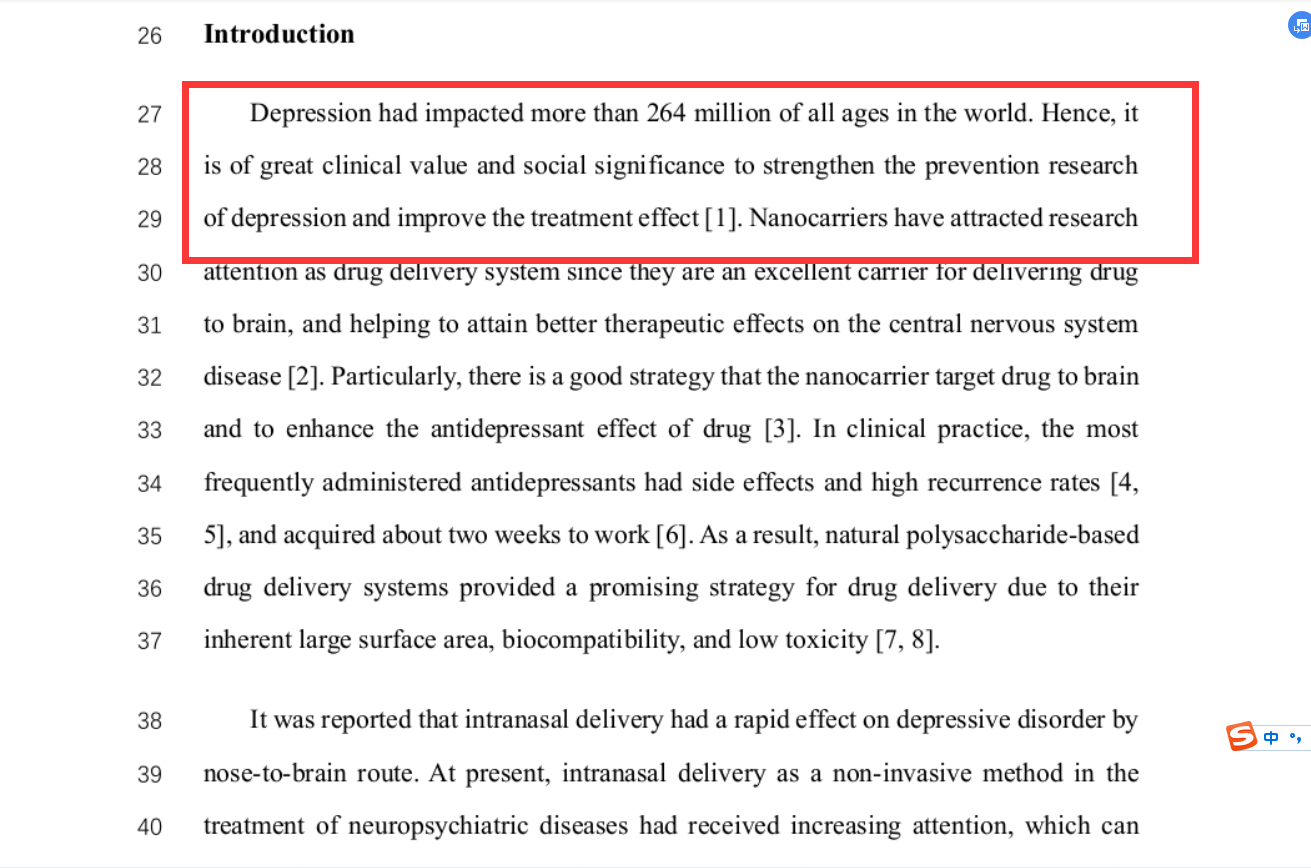 26 Introduction
27 Depression had impacted more than 264 million of all ages in the world. Hence, it
28 is of great clinical value and social significance to strengthen the prevention research
29 of depression and improve the treatment effect [1]. Nanocarriers have attracted research
30 attention as drug delivery system since they are an excellent carrier for delivering drug
31 to brain, and helping to attain better therapeutic effects on the central nervous system
32 disease [2]. Particularly, there is a good strategy that the nanocarrier target drug to brain
33 and to enhance the antidepressant effect of drug [3]. In clinical practice, the most
34 frequently administered antidepressants had side effects and high recurrence rates [4,
35 5], and acquired about two weeks to work [6]. As a result, natural polysaccharide-based
36 drug delivery systems provided a promising strategy for drug delivery due to their
37 inherent large surface area, biocompatibility, and low toxicity [7, 8].
38 It was reported that intranasal delivery had a rapid effect on depressive disorder by
S 中 °,
39 nose-to-brain route. At present, intranasal delivery as a non-invasive method in the
40 treatment of neuropsychiatric diseases had received increasing attention, which can